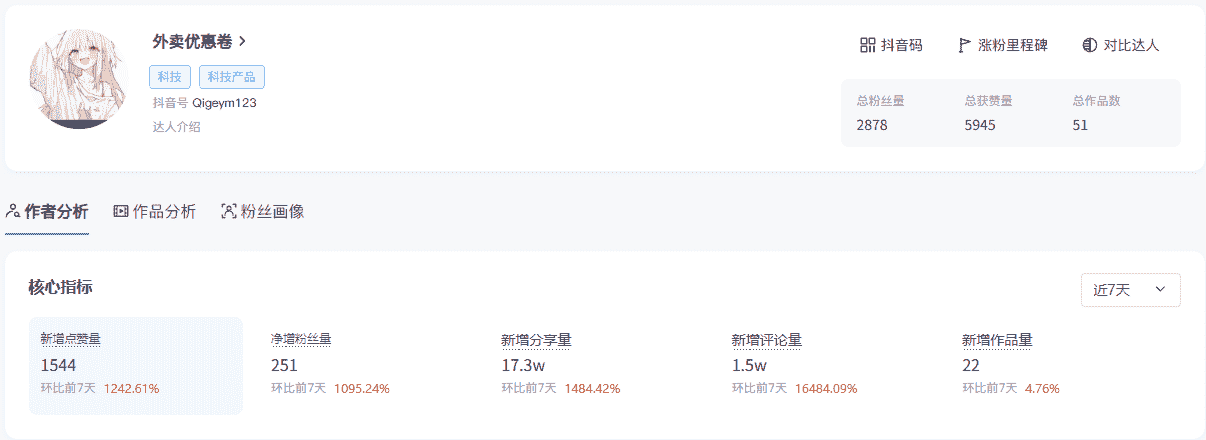 外卖优惠卷
科技 科技产品
抖音号 Qigeym123
达人介绍
抖音码 涨粉里程碑 对比达人
总粉丝量 总获赞量 总作品数
2878 5945 51
作者分析 作品分析 粉丝画像
核心指标
近7天
新增点赞量 净增粉丝量 新增分享量 新增评论量 新增作品量
1544 251 17.3w 1.5w 22
环比前7天 1242.61% 环比前7天 1095.24% 环比前7天 1484.42% 环比前7天 16484.09% 环比前7天 4.76%